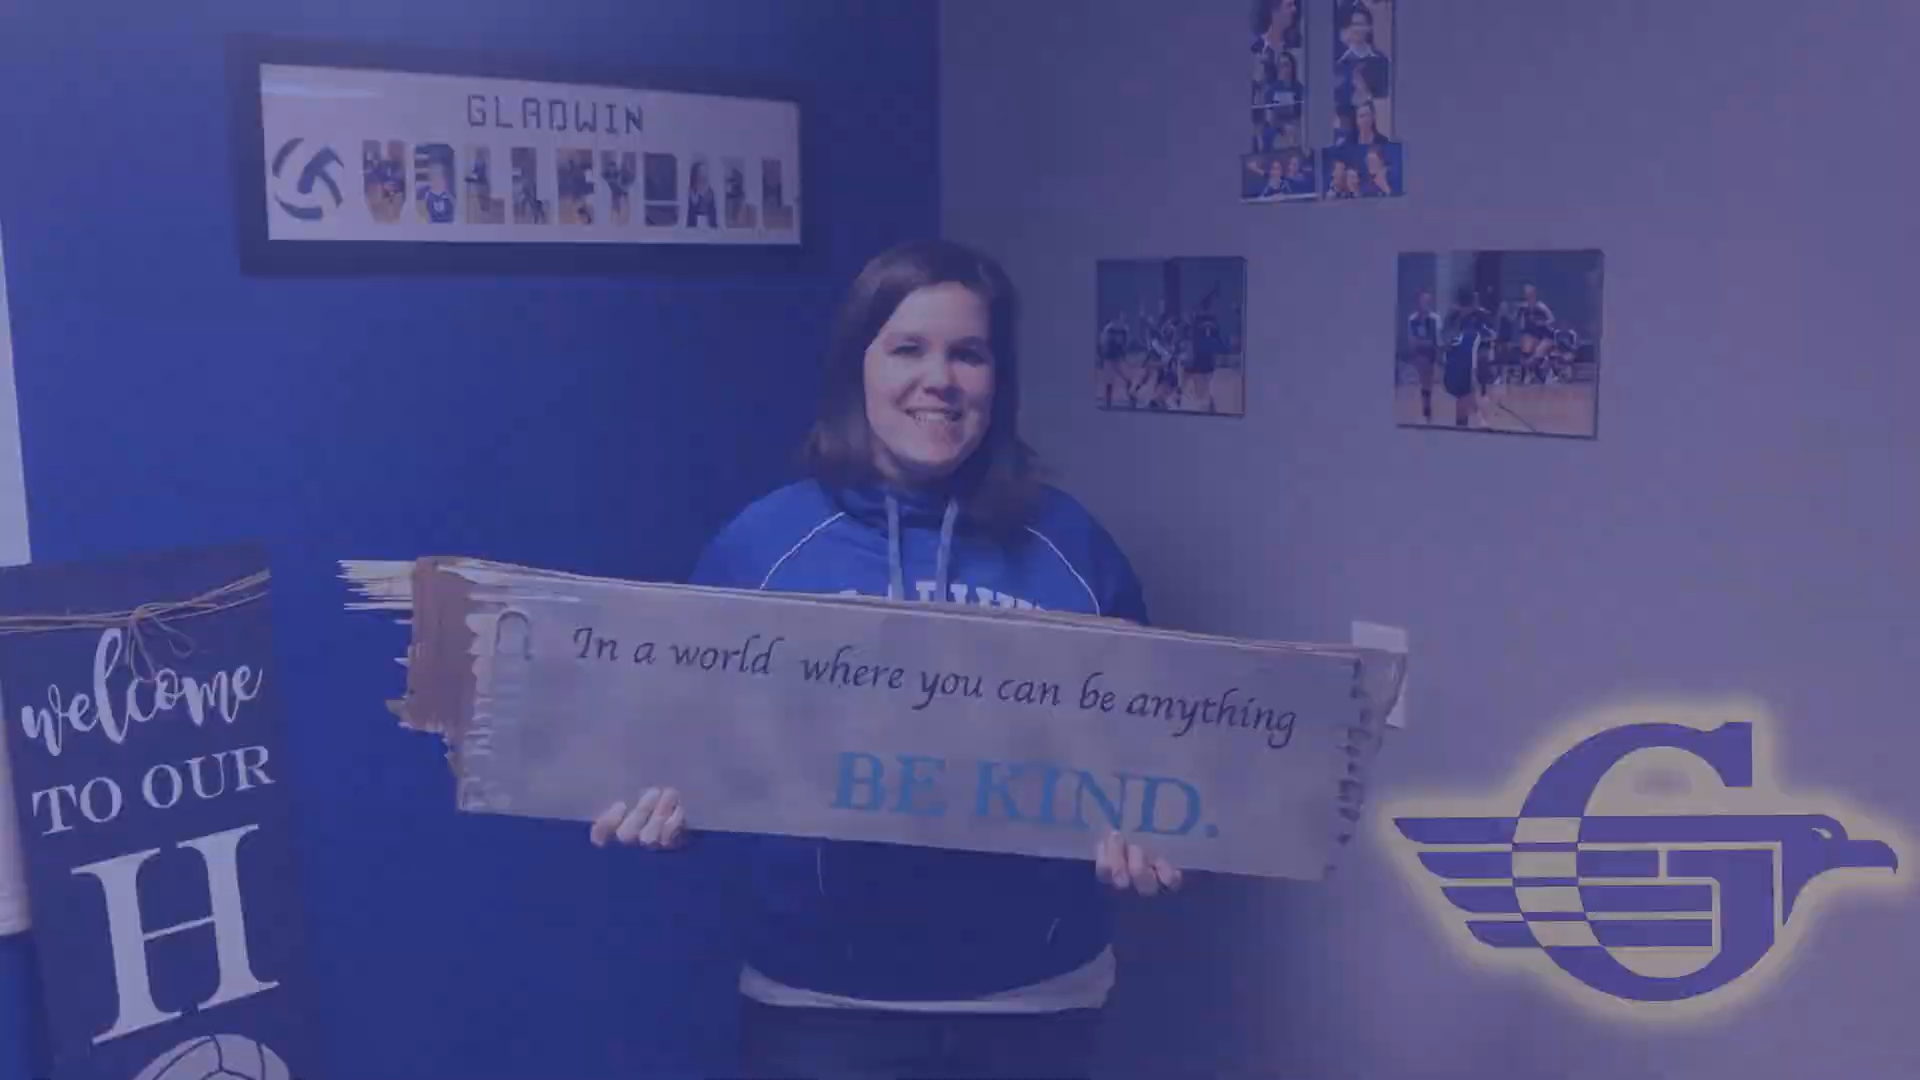 GLADWIN
VOLLEYBALL
In a world where you can be anything
BE KIND.
welcome
TO OUR
H
G